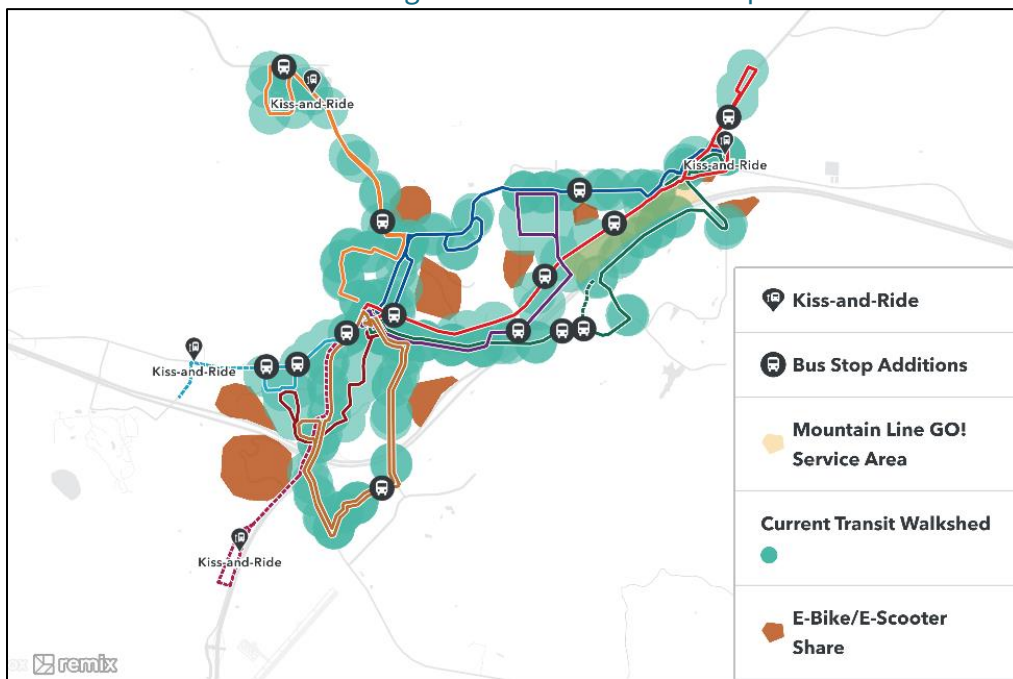 Kiss-and-Ride
Kiss-and-Ride
Kiss-and-Ride
Kiss-and-Ride
Kiss-and-Ride
Bus Stop Additions
Mountain Line GO!
Service Area
Current Transit Walkshed
E-Bike/E-Scooter
Share
remix